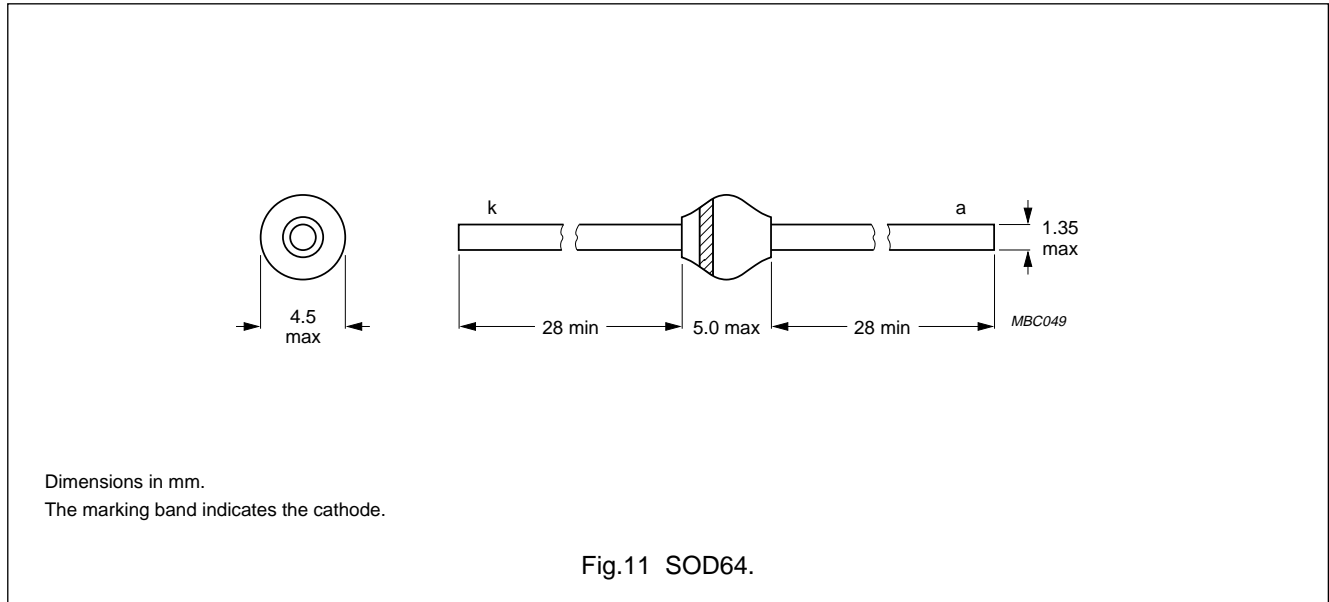 k
a
1.35
max
4.5
max
28 min
5.0 max
28 min
MBC049
Dimensions in mm.
The marking band indicates the cathode.
Fig.11 SOD64.